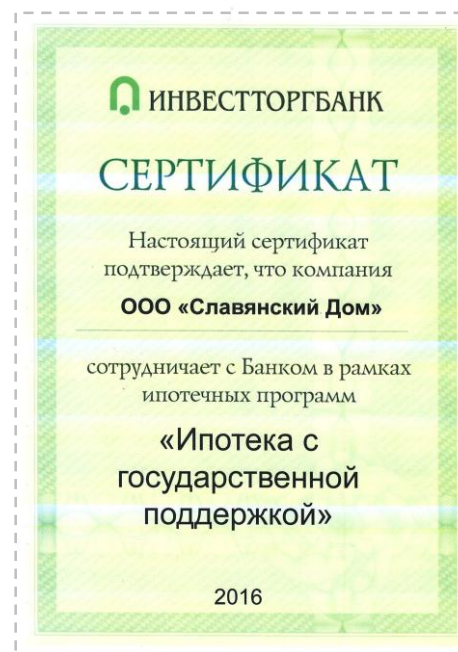 ИНВЕСТТОРГБАНК
СЕРТИФИКАТ
Настоящий сертификат
подтверждает, что компания
ООО «Славянский Дом»
сотрудничает с Банком в рамках
ипотечных программ
«Ипотека с
государственной
поддержкой»
2016